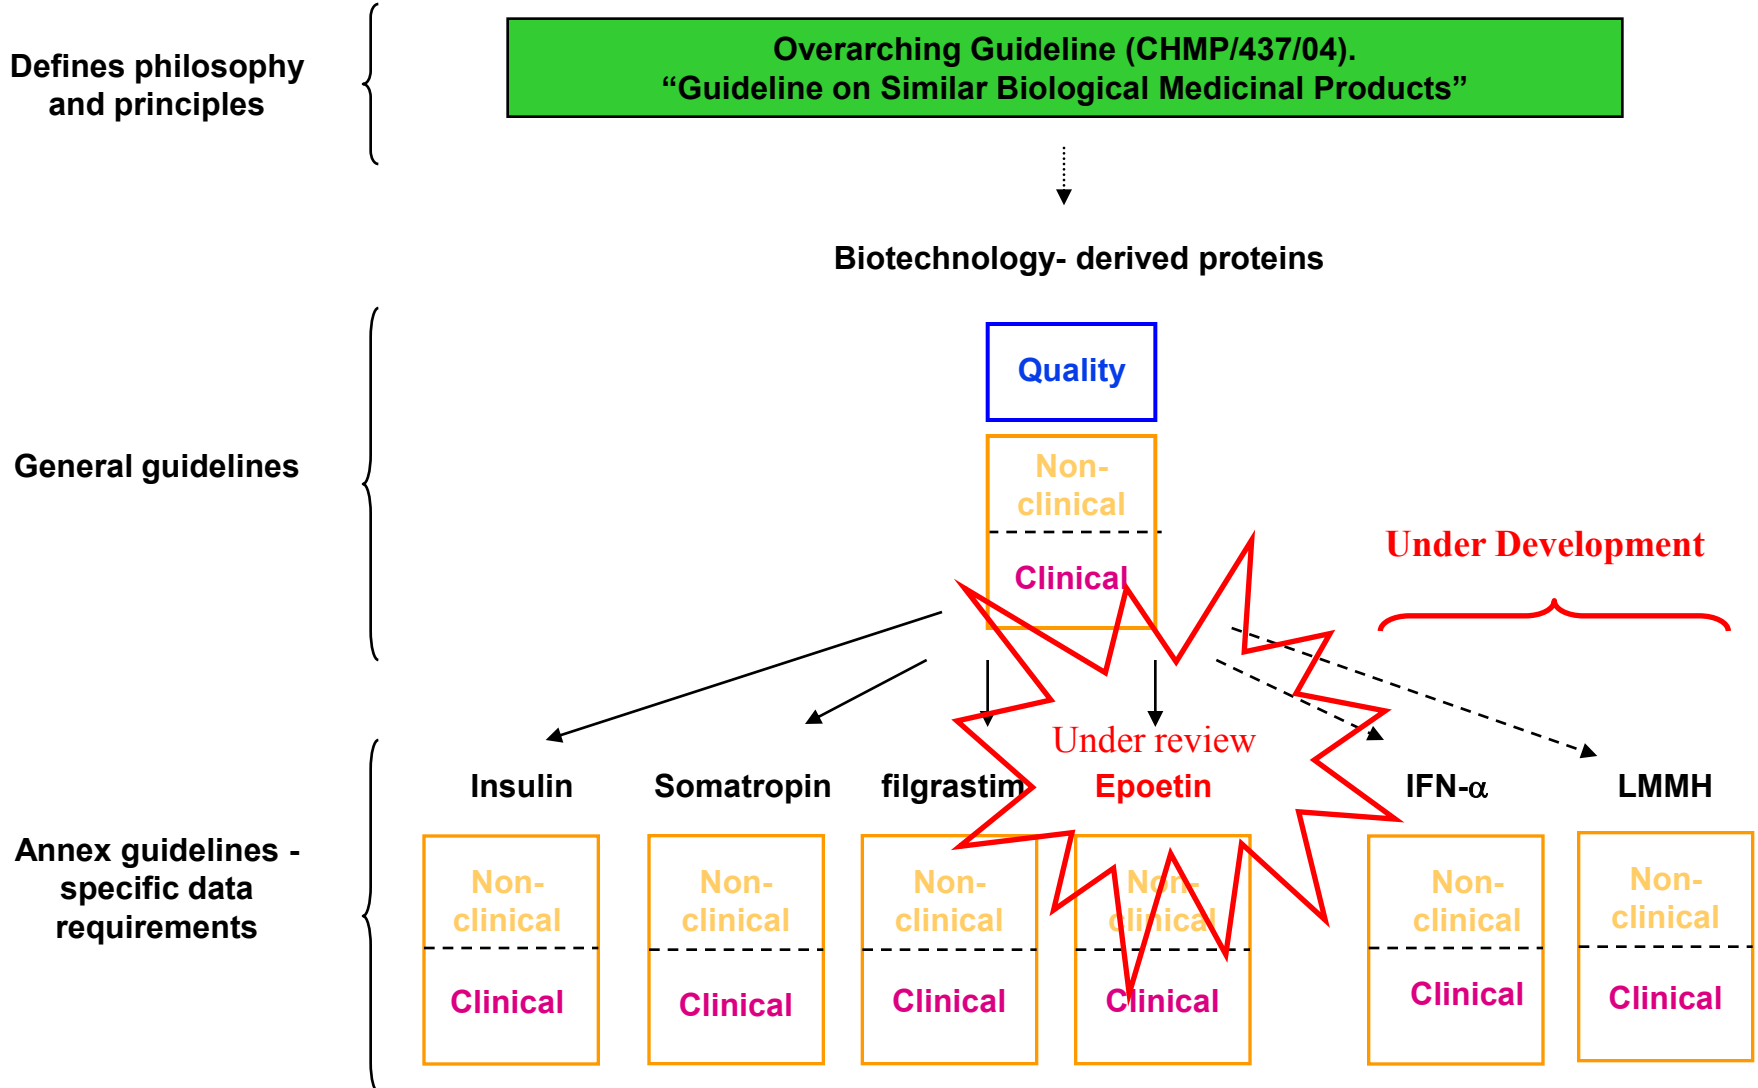 Defines philosophy
and principles
Overarching Guideline (CHMP/437/04).
“Guideline on Similar Biological Medicinal Products”
Biotechnology- derived proteins
General guidelines
Quality
Non-
clinical
Clinical
Under Development
Under review
Insulin
Somatropin
filgrastim
Epoetin
IFN-α
LMMH
Annex guidelines -
specific data
requirements
Non-
clinical
Clinical
Non-
clinical
Clinical
Non-
clinical
Clinical
Non-
clinical
Clinical
Non-
clinical
Clinical
Non-
clinical
Clinical